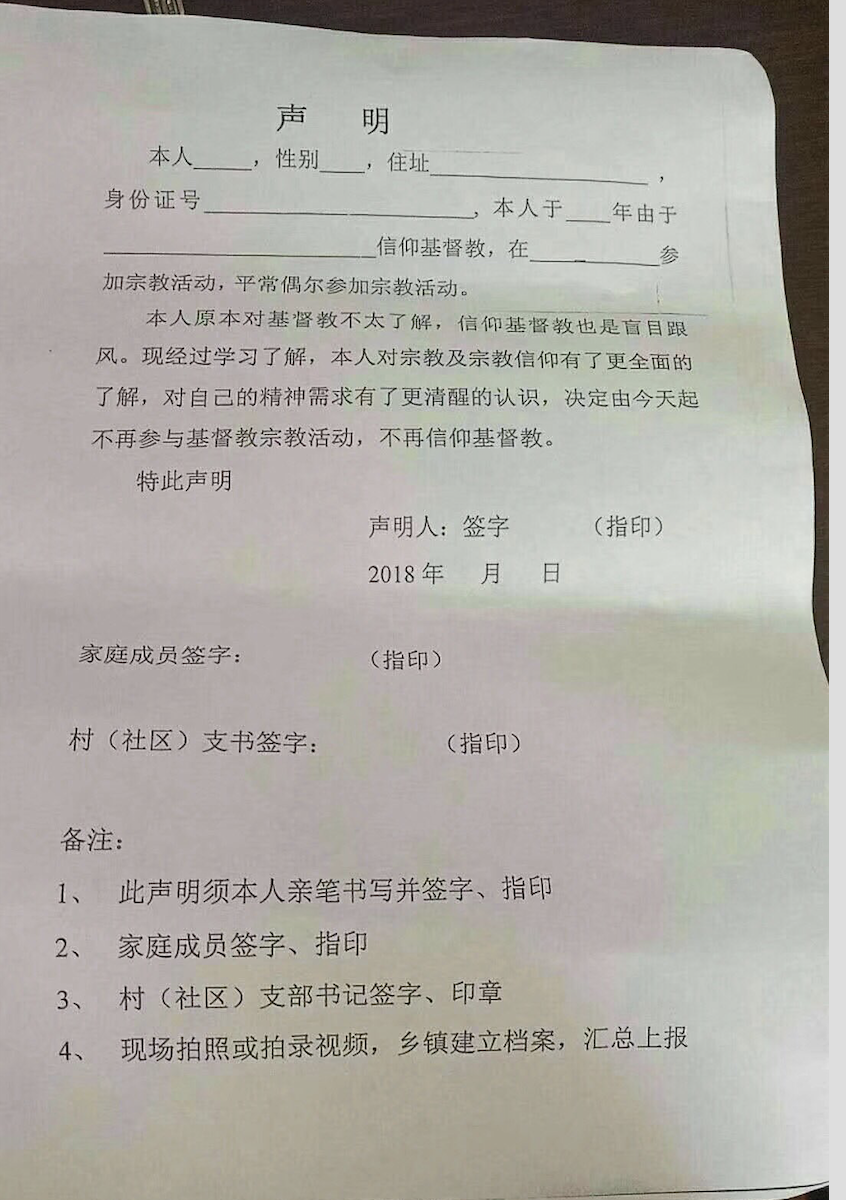 声 明
本人_____，性别____，住址____________________，
身份证号________________________，本人于____年由于
________________________信仰基督教，在____________参
加宗教活动，平常偶尔参加宗教活动。
本人原本对基督教不太了解，信仰基督教也是盲目跟
风。现经过学习了解，本人对宗教及宗教信仰有了更全面的
了解，对自己的精神需求有了更清醒的认识，决定由今天起
不再参与基督教宗教活动，不再信仰基督教。
特此声明
声明人：签字 （指印）
2018 年 月 日
家庭成员签字： （指印）
村（社区）支书签字： （指印）
备注：
1、 此声明须本人亲笔书写并签字、指印
2、 家庭成员签字、指印
3、 村（社区）支部书记签字、印章
4、 现场拍照或拍录视频，乡镇建立档案，汇总上报